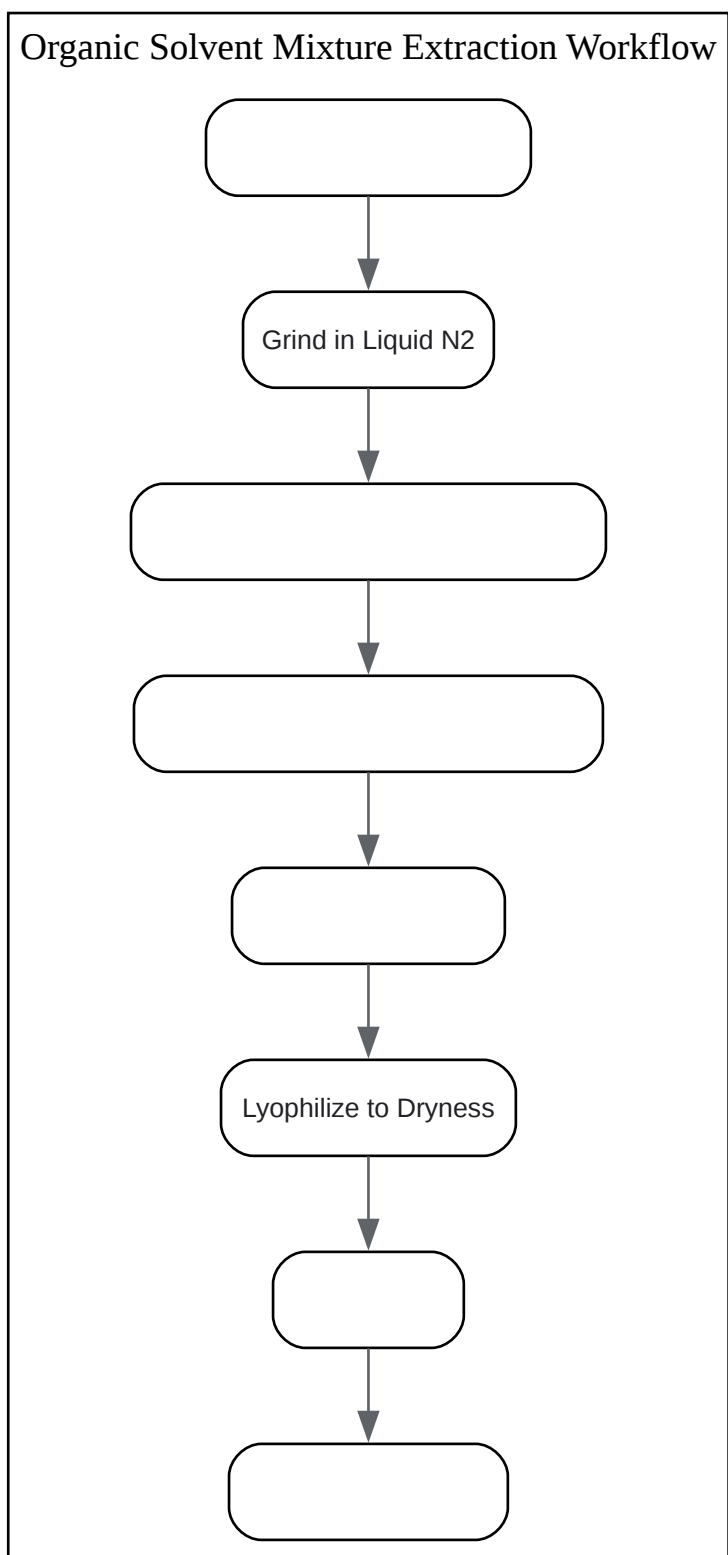 Organic Solvent Mixture Extraction Workflow
Grind in Liquid N2
Lyophilize to Dryness